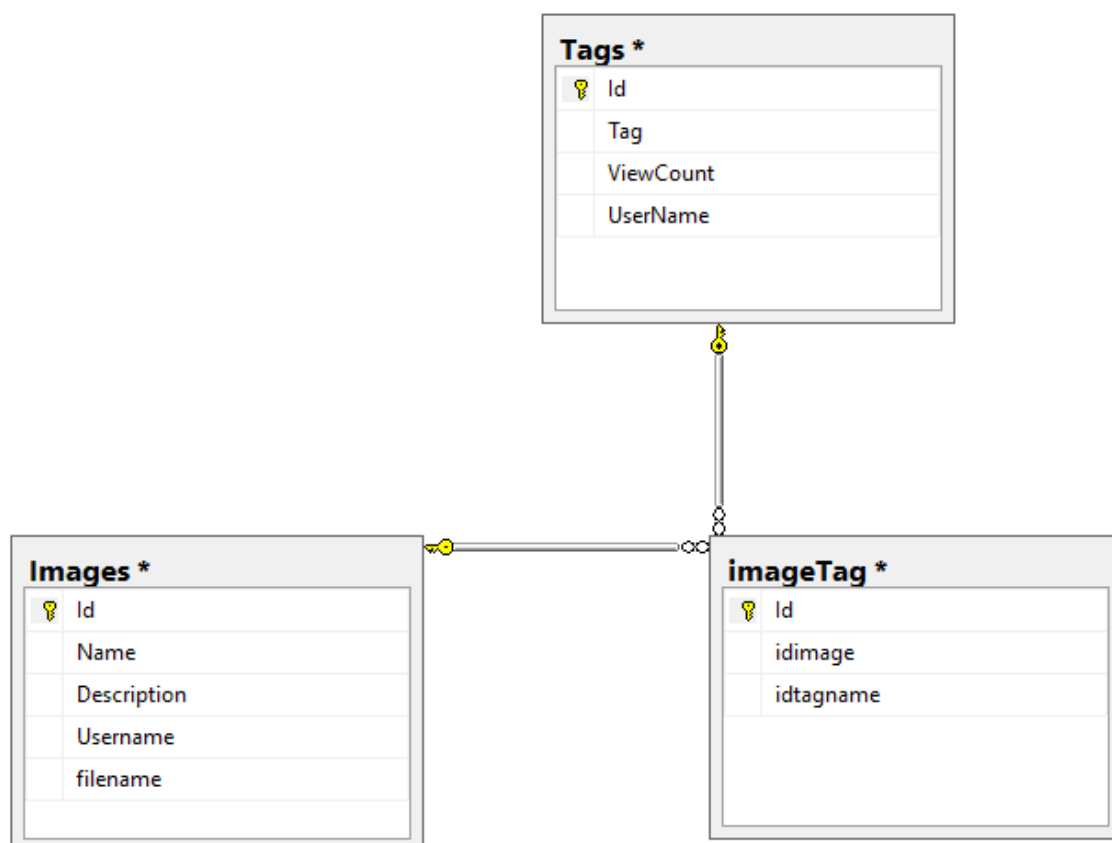 Tags *
Id
Tag
ViewCount
UserName
Images *
Id
Name
Description
Username
filename
imageTag *
Id
idimage
idtagname